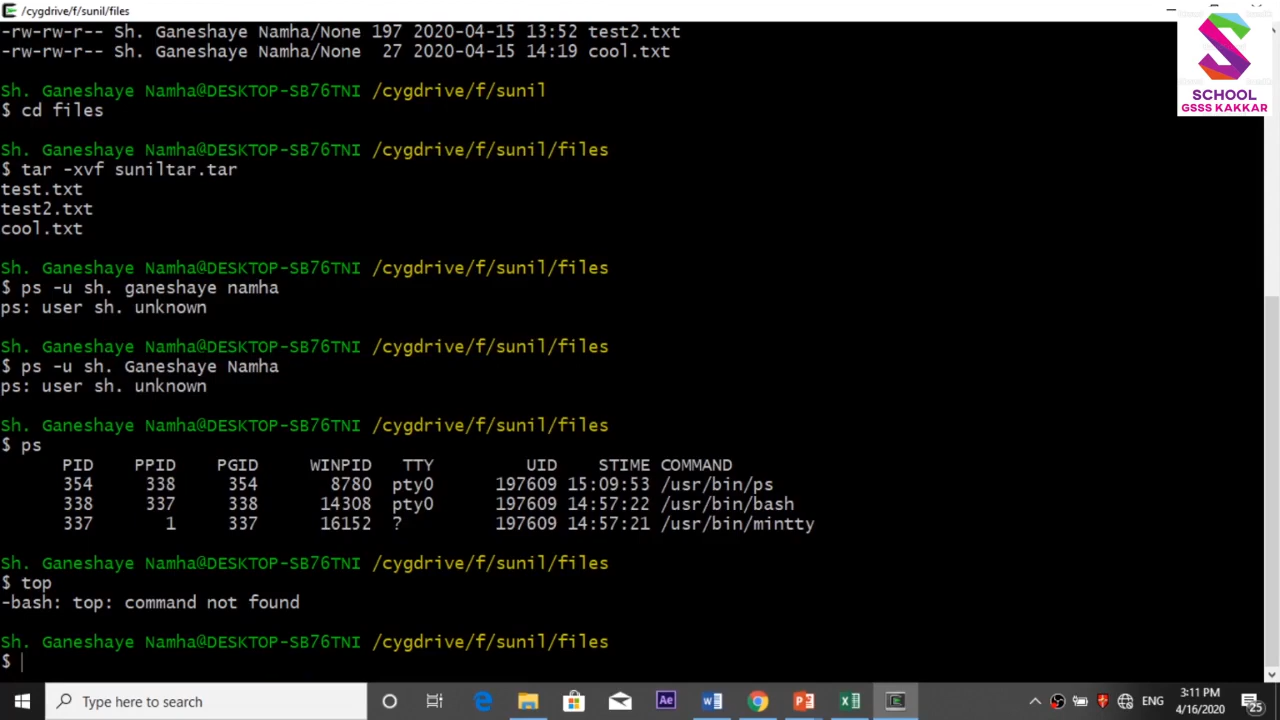 /cygdrive/f/sunil/files
-rw-rw-r-- Sh. Ganeshaye Namha/None 197 2020-04-15 13:52 test2.txt
-rw-rw-r-- Sh. Ganeshaye Namha/None  27 2020-04-15 14:19 cool.txt
Sh. Ganeshaye Namha@DESKTOP-SB76TNI /cygdrive/f/sunil
$ cd files
Sh. Ganeshaye Namha@DESKTOP-SB76TNI /cygdrive/f/sunil/files
$ tar -xvf suniltar.tar
test.txt
test2.txt
cool.txt
Sh. Ganeshaye Namha@DESKTOP-SB76TNI /cygdrive/f/sunil/files
$ ps -u sh. ganeshaye namha
ps: user sh. unknown
Sh. Ganeshaye Namha@DESKTOP-SB76TNI /cygdrive/f/sunil/files
$ ps -u sh. Ganeshaye Namha
ps: user sh. unknown
Sh. Ganeshaye Namha@DESKTOP-SB76TNI /cygdrive/f/sunil/files
$ ps
PID PPID PGID WINPID TTY UID STIME COMMAND
354 338 354 8780 pty0 197609 15:09:53 /usr/bin/ps
338 337 338 14308 pty0 197609 14:57:22 /usr/bin/bash
337 1 337 16152 ? 197609 14:57:21 /usr/bin/mintty
Sh. Ganeshaye Namha@DESKTOP-SB76TNI /cygdrive/f/sunil/files
$ top
-bash: top: command not found
Sh. Ganeshaye Namha@DESKTOP-SB76TNI /cygdrive/f/sunil/files
$
SCHOOL
GSSS KAKKAR
Type here to search
Ae
ENG
3:11 PM
4/16/2020
25